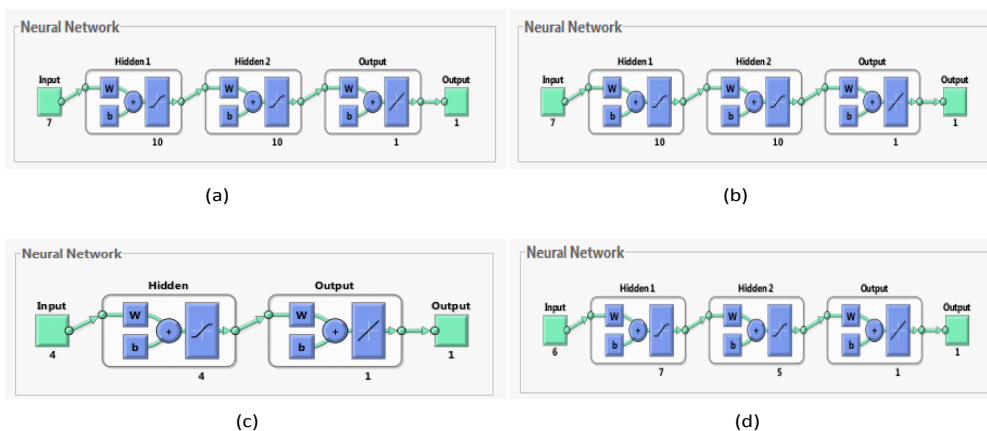 Neural Network
Hidden 1 Hidden 2 Output
Input Output
W W W
+ + +
b b b
7 1
10 10 1
(a)
Neural Network
Hidden 1 Hidden 2 Output
Input Output
W W W
+ + +
b b b
7 1
10 10 1
(b)
Neural Network
Hidden Output
Input Output
W W
+ +
b b
4 1
4 1
(c)
Neural Network
Hidden 1 Hidden 2 Output
Input Output
W W W
+ + +
b b b
6 1
7 5 1
(d)